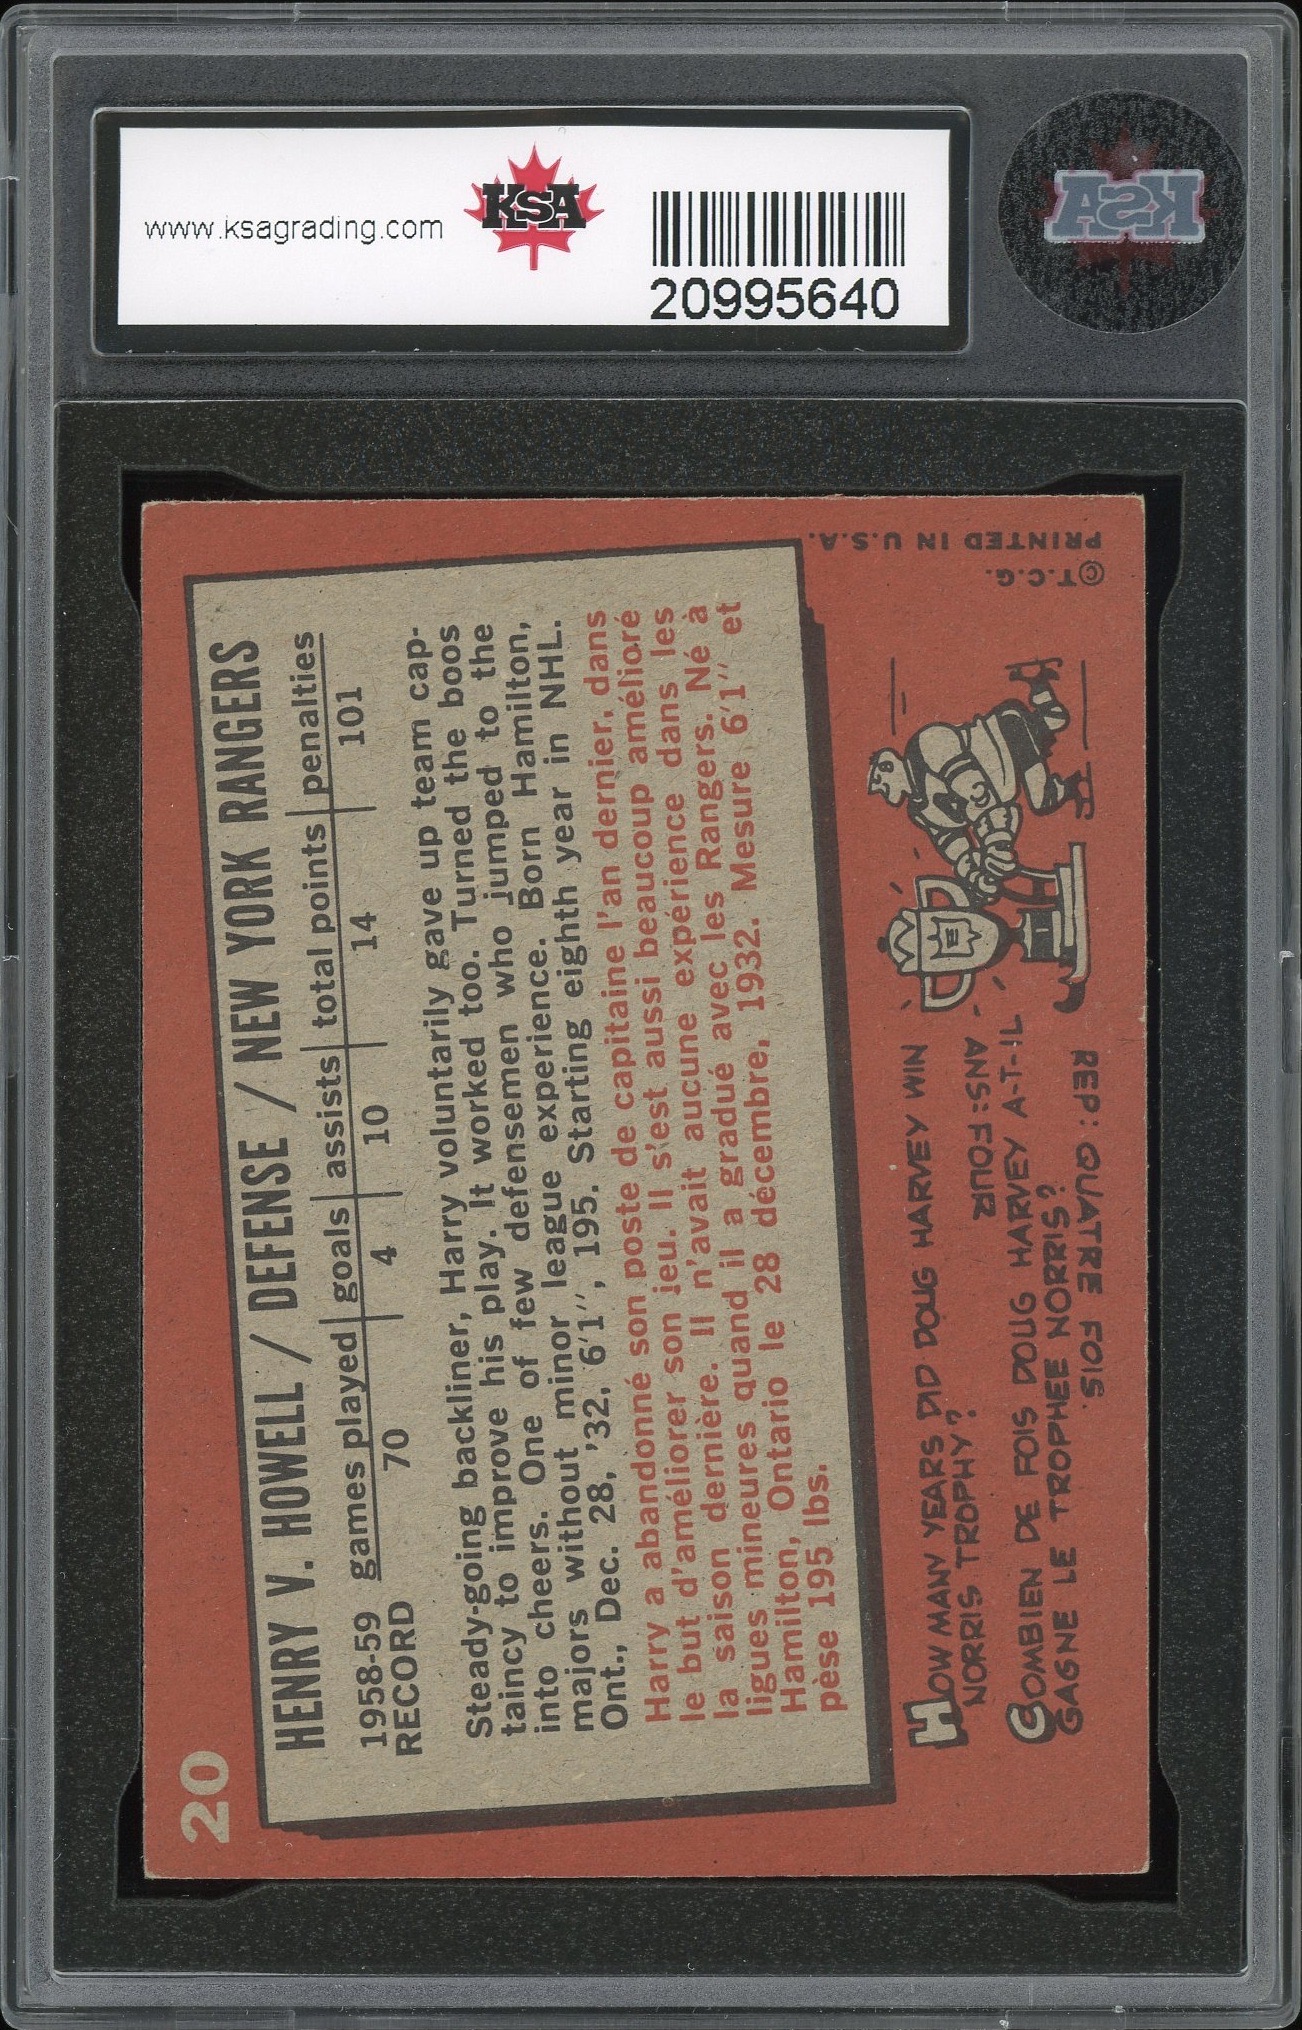 www.ksagrading.com
KSA
20995640
KSA
20
HENRY V. HOWELL / DEFENSE / NEW YORK RANGERS
1958-59 games played goals assists total points penalties
RECORD 70 4 10 14 101
Steady-going backliner, Harry voluntarily gave up team cap-
taincy to improve his play. It worked too. Turned the boos
into cheers. One of few defensemen who jumped to the
majors without minor league experience. Born Hamilton,
Ont., Dec. 28, '32. 6'1", 195. Starting eighth year in NHL.
Harry a abandonné son poste de capitaine l'an dernier, dans
le but d'améliorer son jeu. Il s'est aussi beaucoup amélioré
la saison dernière. Il n'avait aucune expérience dans les
ligues mineures quand il a gradué avec les Rangers. Né à
Hamilton, Ontario le 28 décembre, 1932. Mesure 6'1" et
pèse 195 lbs.
HOW MANY YEARS DID DOUG HARVEY WIN
NORRIS TROPHY?
ANS: FOUR
COMBIEN DE FOIS DOUG HARVEY A-T-IL
GAGNE LE TROPHEE NORRIS?
REP: QUATRE FOIS.
©T.C.G.
PRINTED IN U.S.A.